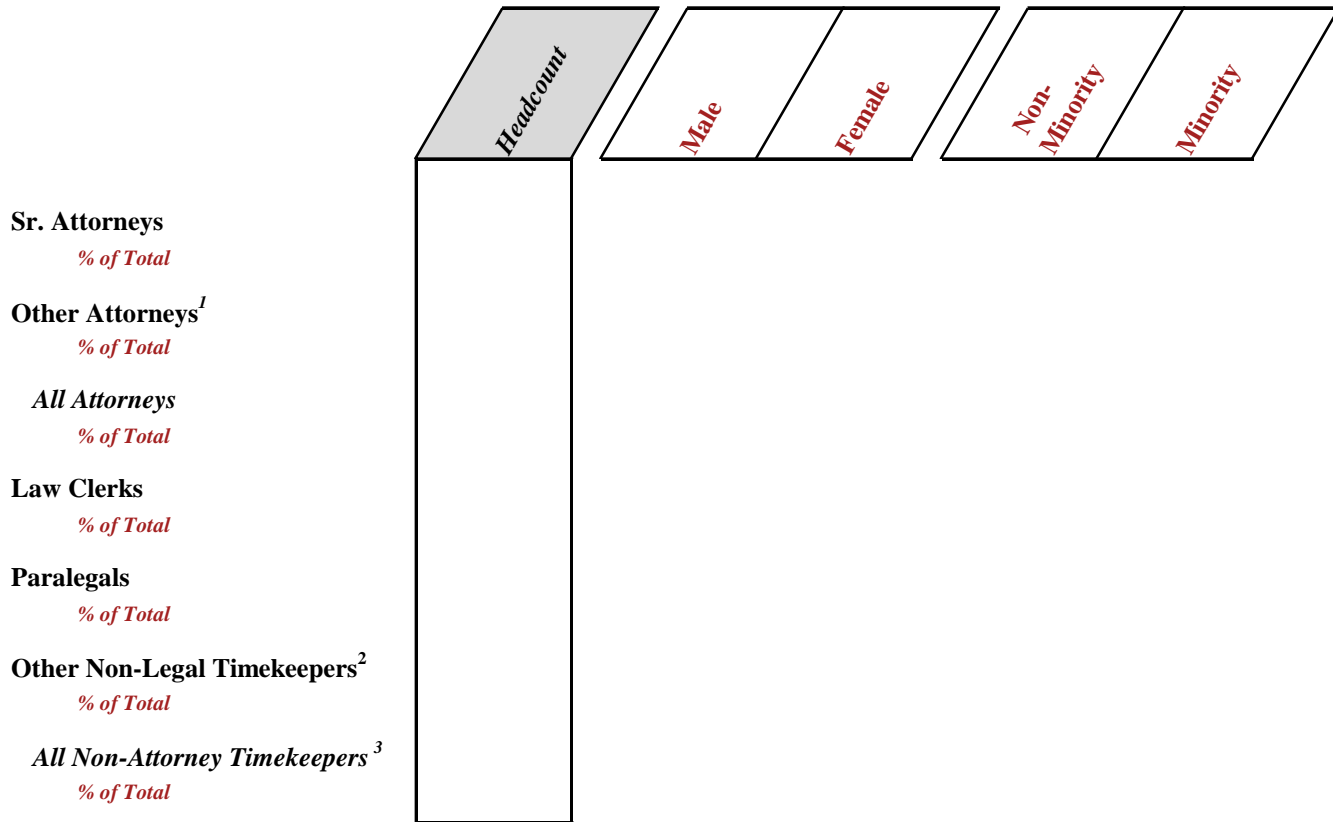 Headcount
Male
Female
Non-
Minority
Minority
Sr. Attorneys
% of Total
Other Attorneys1
% of Total
All Attorneys
% of Total
Law Clerks
% of Total
Paralegals
% of Total
Other Non-Legal Timekeepers2
% of Total
All Non-Attorney Timekeepers 3
% of Total